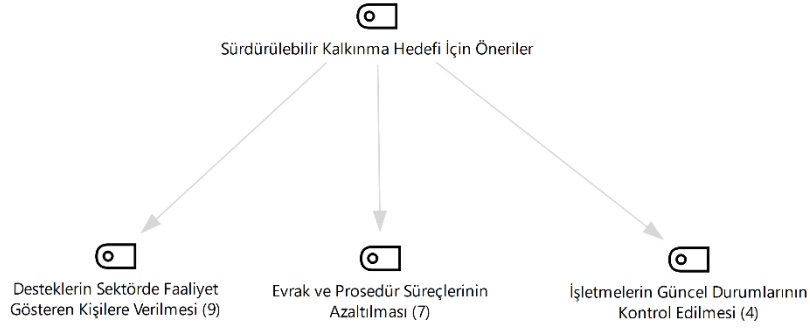 Sürdürülebilir Kalkınma Hedefi İçin Öneriler
Desteklerin Sektörde Faaliyet
Gösteren Kişilere Verilmesi (9)
Evrak ve Prosedür Süreçlerinin
Azaltılması (7)
İşletmelerin Güncel Durumlarının
Kontrol Edilmesi (4)